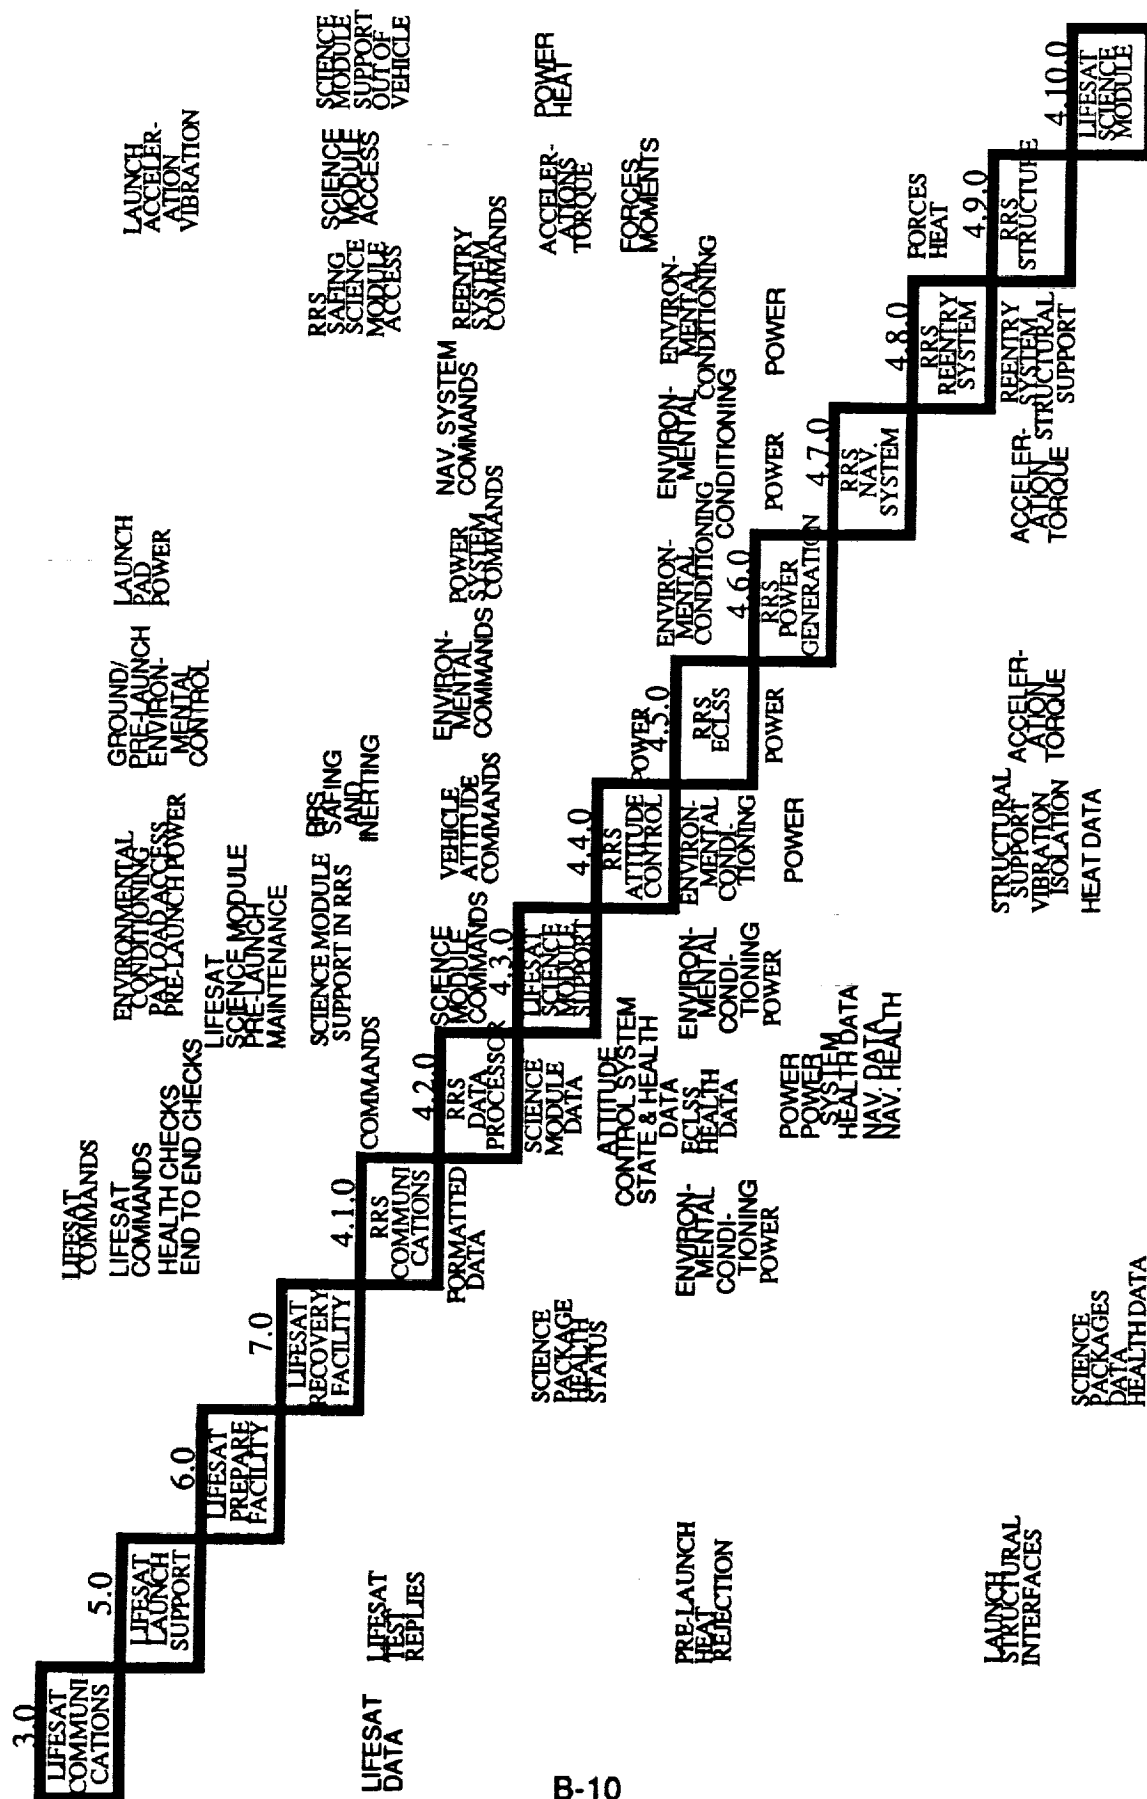 3.0
LIFESAT
COMMUNI
CATIONS
LIFESAT
COMMANDS
5.0
LIFESAT
LAUNCH
SUPPORT
LIFESAT
COMMANDS
HEALTH CHECKS
END TO END CHECKS
ENVIRONMENTAL
CONDITIONING
PAYLOAD ACCESS
PRE-LAUNCH POWER
GROUND/
PRE-LAUNCH
ENVIRON-
MENTAL
CONTROL
LAUNCH
PAD
POWER
LAUNCH
ACCELER-
ATION
VIBRATION
6.0
LIFESAT
PREPARE
FACILITY
LIFESAT
SCIENCE MODULE
PRE-LAUNCH
MAINTENANCE
7.0
LIFESAT
RECOVERY
FACILITY
SCIENCE MODULE
SUPPORT IN RRS
RRS
SAFING
AND
INERTING
RRS
SAFING
SCIENCE
MODULE
ACCESS
SCIENCE
MODULE
ACCESS
SCIENCE
MODULE
SUPPORT
OUT OF
VEHICLE
LIFESAT
DATA
LIFESAT
TEST
REPLIES
4.1.0
RRS
COMMUNI
CATIONS
COMMANDS
FORMATTED
DATA
4.2.0
RRS
DATA
PROCESSOR
SCIENCE
MODULE
COMMANDS
VEHICLE
ATTITUDE
COMMANDS
ENVIRON-
MENTAL
COMMANDS
POWER
SYSTEM
COMMANDS
NAV. SYSTEM
COMMANDS
REENTRY
SYSTEM
COMMANDS
SCIENCE
PACKAGE
HEALTH
STATUS
SCIENCE
MODULE
DATA
4.3.0
LIFESAT
SCIENCE
MODULE
SUPPORT
ACCELER-
ATIONS
TORQUE
POWER
HEAT
ATTITUDE
CONTROL SYSTEM
STATE & HEALTH
DATA
4.4.0
RRS
ATTITUDE
CONTROL
POWER
FORCES
MOMENTS
PRE-LAUNCH
HEAT
REJECTION
ENVIRON-
MENTAL
CONDI-
TIONING
POWER
ECLSS
HEALTH
DATA
ENVIRON-
MENTAL
CONDI-
TIONING
POWER
ENVIRON-
MENTAL
CONDI-
TIONING
4.5.0
RRS
ECLSS
ENVIRON-
MENTAL
CONDITIONING
ENVIRON-
MENTAL
CONDITIONING
ENVIRON-
MENTAL
CONDITIONING
POWER
POWER
SYSTEM
HEALTH DATA
NAV. DATA
NAV. HEALTH
POWER
POWER
4.6.0
RRS
POWER
GENERATION
POWER
POWER
4.7.0
RRS
NAV.
SYSTEM
4.8.0
RRS
REENTRY
SYSTEM
FORCES
HEAT
LAUNCH
STRUCTURAL
INTERFACES
STRUCTURAL
SUPPORT
VIBRATION
ISOLATION
ACCELER-
ATION
TORQUE
ACCELER-
ATION
TORQUE
REENTRY
SYSTEM
STRUCTURAL
SUPPORT
4.9.0
RRS
STRUCTURE
SCIENCE
PACKAGES
DATA
HEALTH DATA
HEAT DATA
4.10.0
LIFESAT
SCIENCE
MODULE
B-10